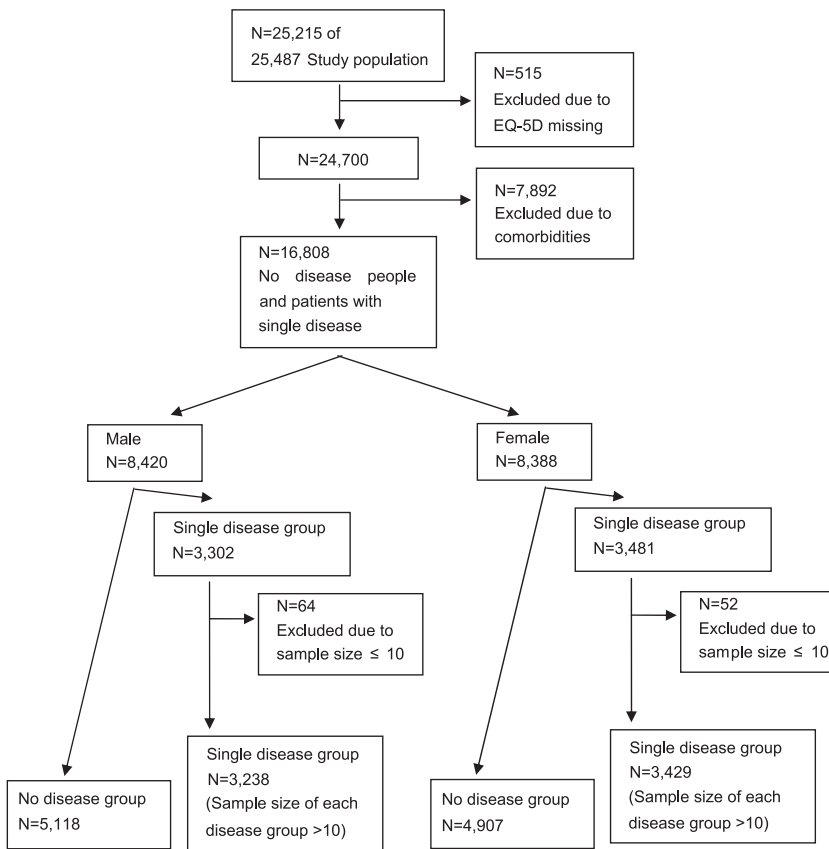 N=25,215 of
25,487 Study population
N=515
Excluded due to
EQ-5D missing
N=24,700
N=7,892
Excluded due to
comorbidities
N=16,808
No disease people
and patients with
single disease
Male
N=8,420
Female
N=8,388
Single disease group
N=3,302
Single disease group
N=3,481
N=64
Excluded due to
sample size ≤ 10
N=52
Excluded due to
sample size ≤ 10
No disease group
N=5,118
Single disease group
N=3,238
(Sample size of each
disease group >10)
No disease group
N=4,907
Single disease group
N=3,429
(Sample size of each
disease group >10)